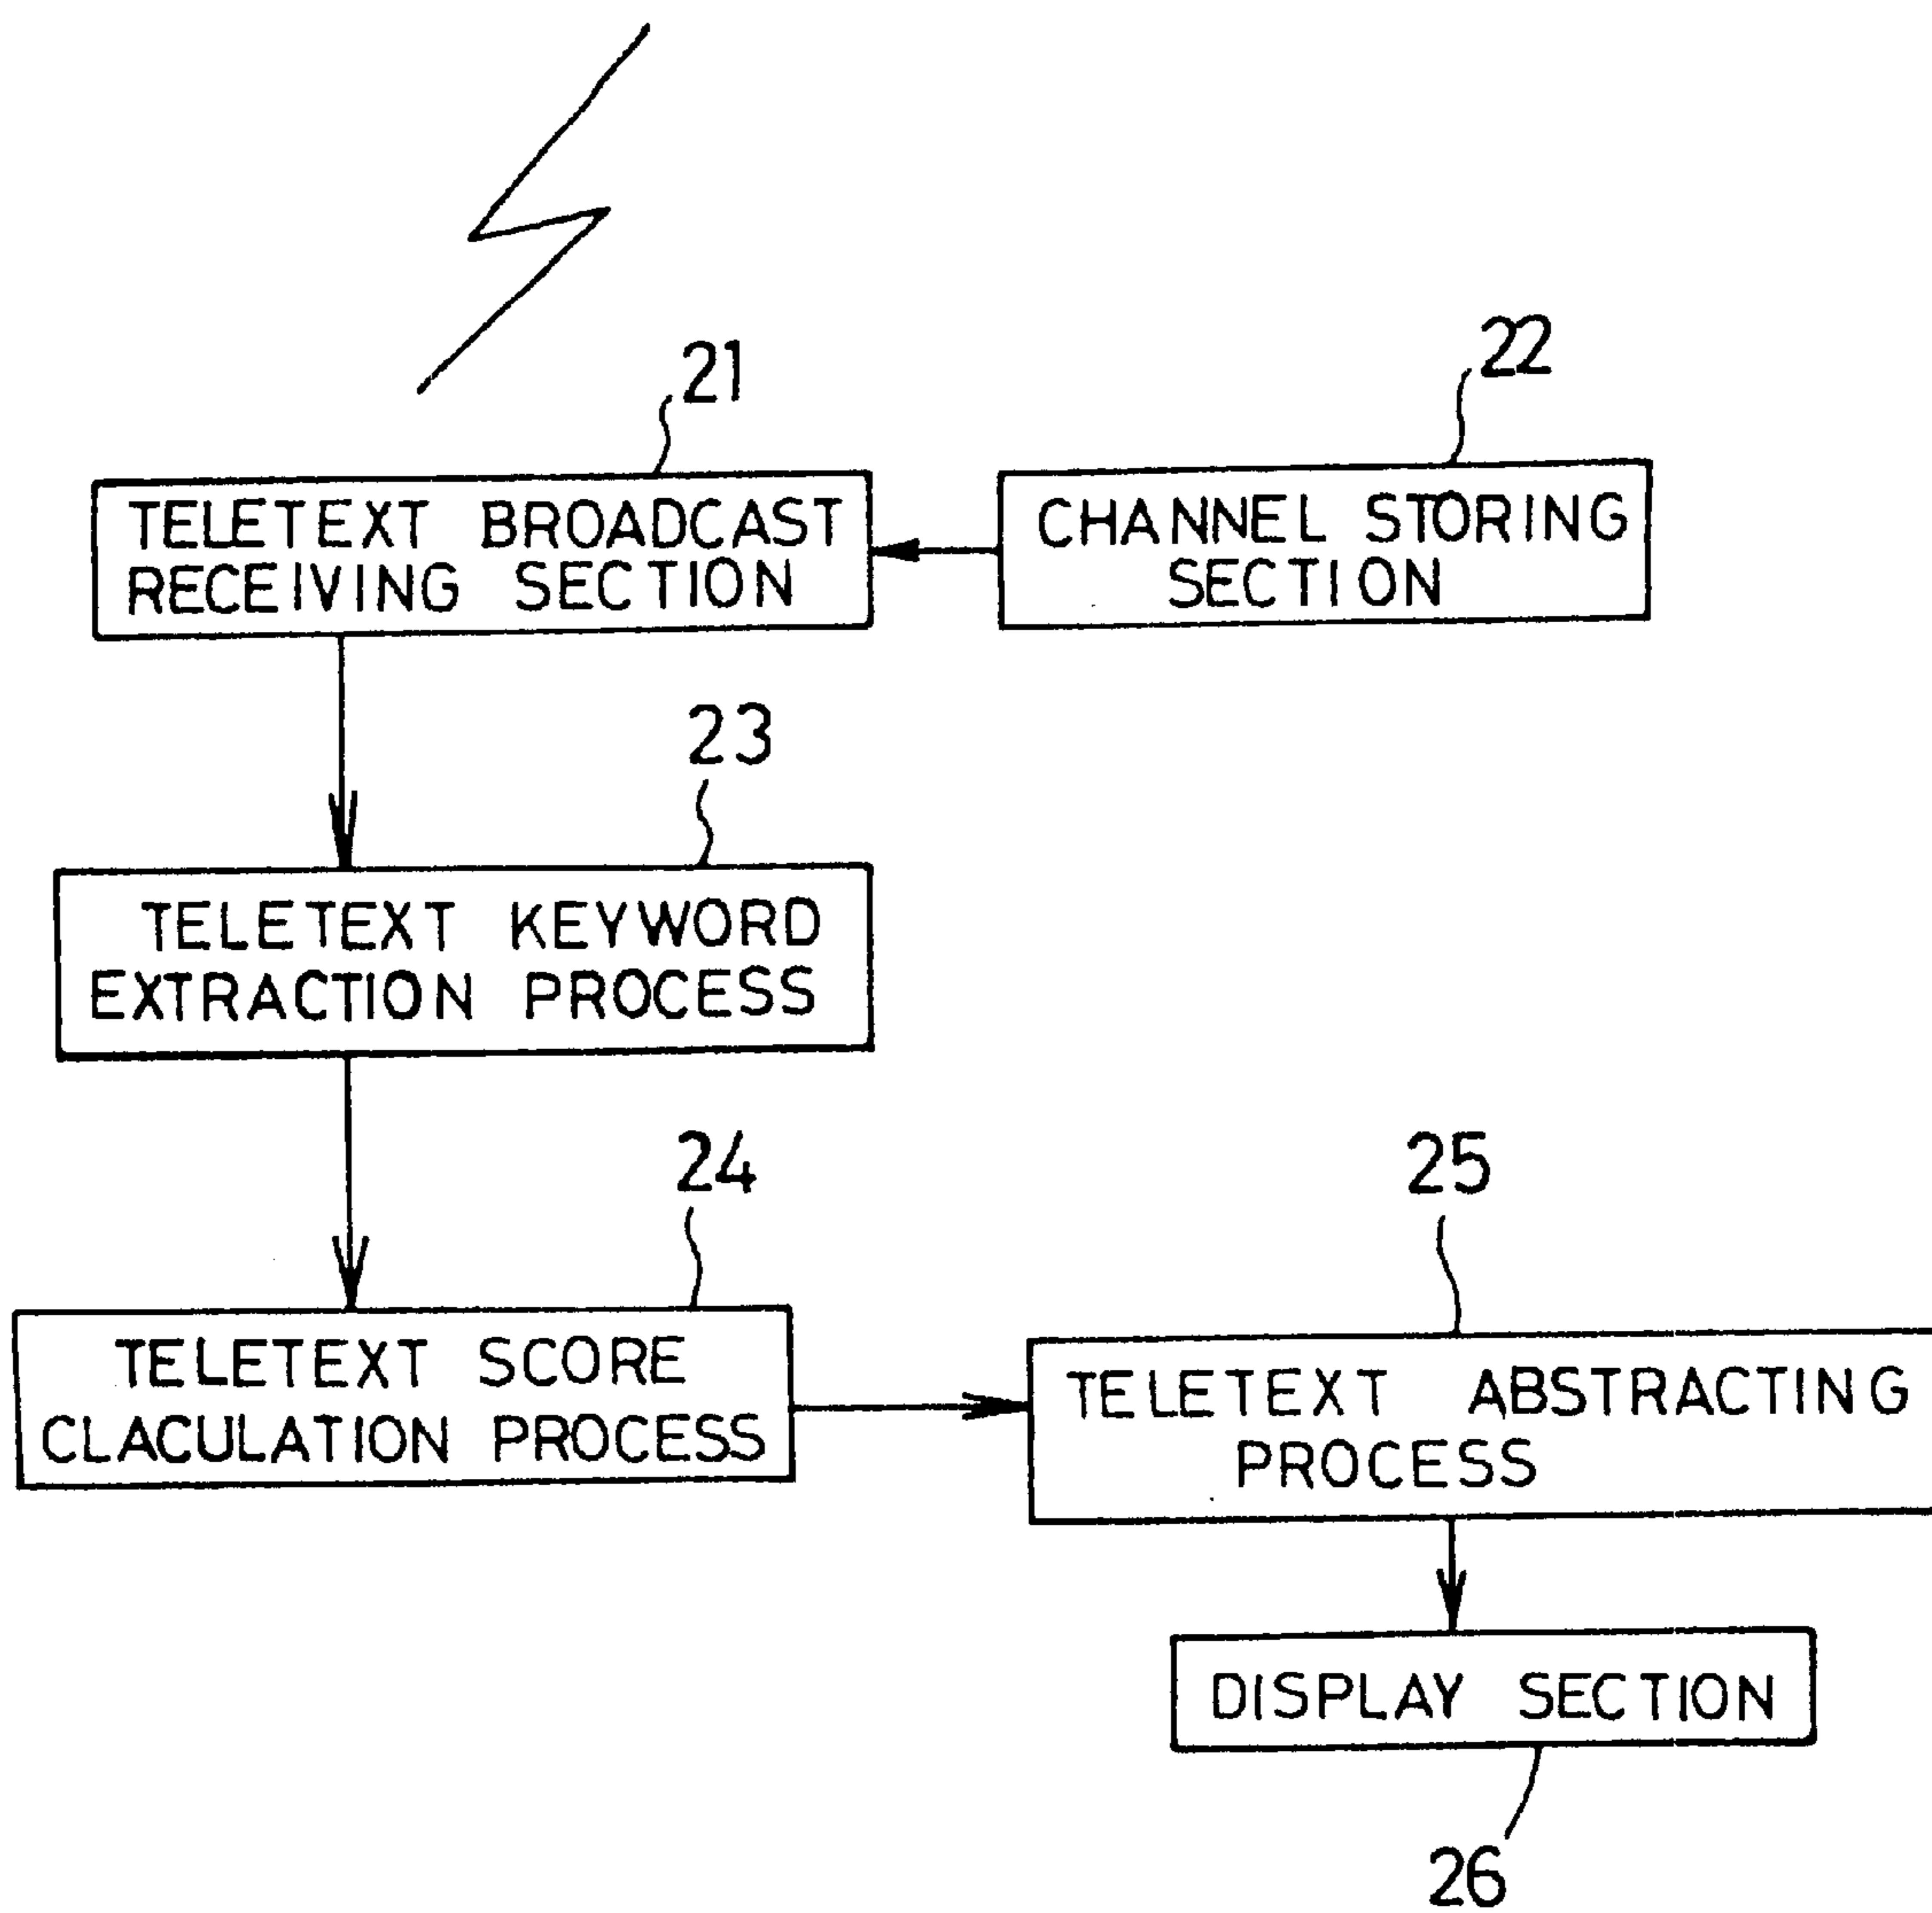 21
22
TELETEXT BROADCAST
RECEIVING SECTION
CHANNEL STORING
SECTION
23
TELETEXT KEYWORD
EXTRACTION PROCESS
24
25
TELETEXT SCORE
CLACULATION PROCESS
TELETEXT ABSTRACTING
PROCESS
DISPLAY SECTION
26